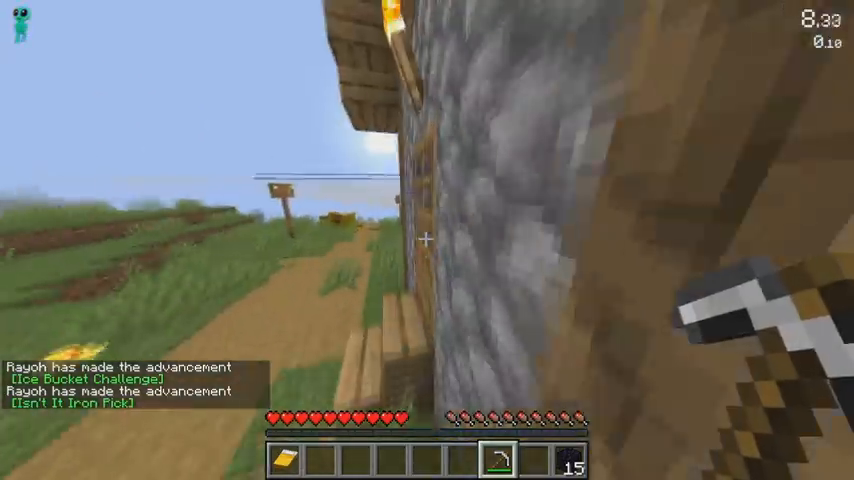 8.33
0.10
Rayoh has made the advancement
[Ice Bucket Challenge]
Rayoh has made the advancement
[Isn't It Iron Pick]
15